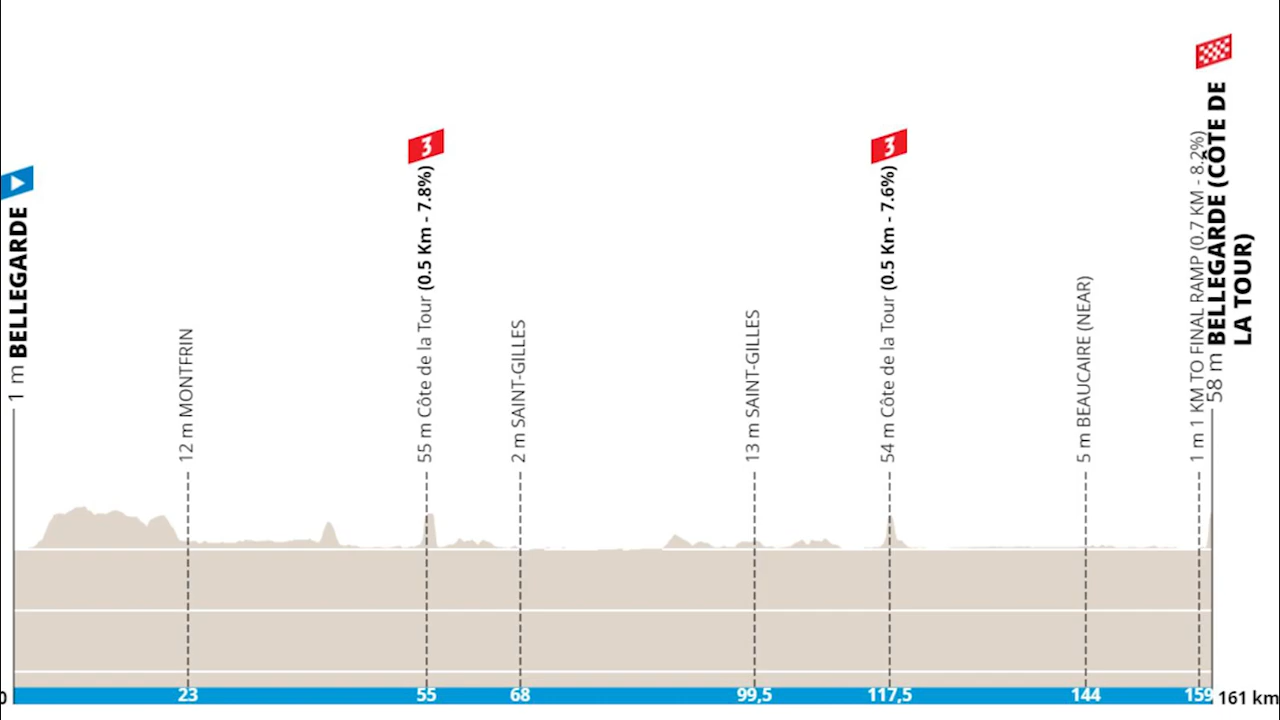 1 m BELLEGARDE
12 m MONTFRIN
3
55 m Côte de la Tour (0.5 Km - 7.8%)
2 m SAINT-GILLES
13 m SAINT-GILLES
3
54 m Côte de la Tour (0.5 Km - 7.6%)
5 m BEAUCAIRE (NEAR)
1 m 1 KM TO FINAL RAMP (0.7 KM - 8.2%)
58 m BELLEGARDE (CÔTE DE
LA TOUR)
0 23 55 68 99,5 117,5 144 159 161 km